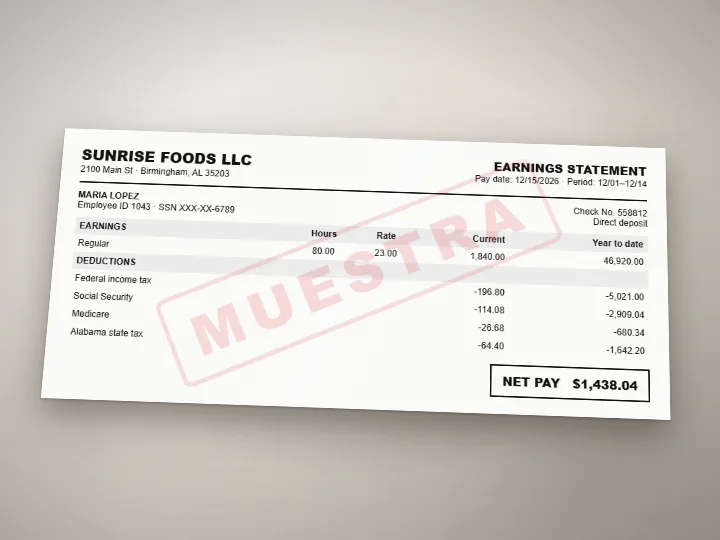 SUNRISE FOODS LLC
2100 Main St · Birmingham, AL 35203
EARNINGS STATEMENT
Pay date: 12/15/2026 · Period: 12/01–12/14
MARIA LOPEZ
Employee ID 1043 · SSN XXX-XX-6789
Check No. 558812
Direct deposit
EARNINGS Hours Rate Current Year to date
Regular 80.00 23.00 1,840.00 46,920.00
DEDUCTIONS
Federal income tax -196.80 -5,021.00
Social Security -114.08 -2,909.04
Medicare -26.68 -680.34
Alabama state tax -64.40 -1,642.20
NET PAY $1,438.04
MUESTRA